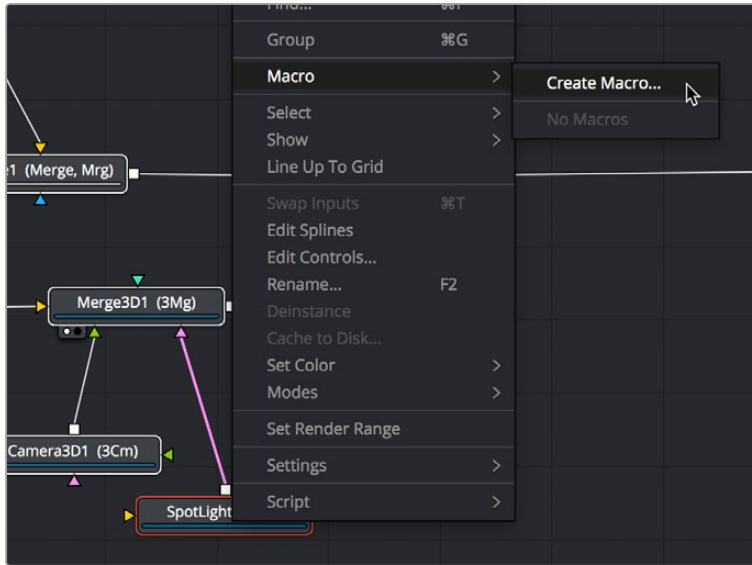 Find... ⌘F
Group ⌘G
Macro >
Create Macro...
No Macros
Select >
Show >
Line Up To Grid
Swap Inputs ⌘T
Edit Splines
Edit Controls...
Rename... F2
Deinstance
Cache to Disk...
Set Color >
Modes >
Set Render Range
Settings >
Script >
1 (Merge, Mrg)
Merge3D1 (3Mg)
Camera3D1 (3Cm)
SpotLight